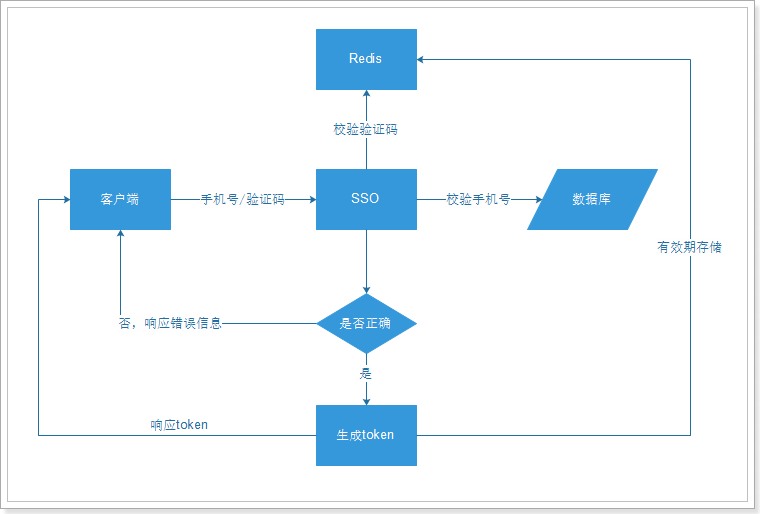 Redis
校验验证码
客户端
手机号/验证码
SSO
校验手机号
数据库
有效期存储
否，响应错误信息
是否正确
是
响应token
生成token